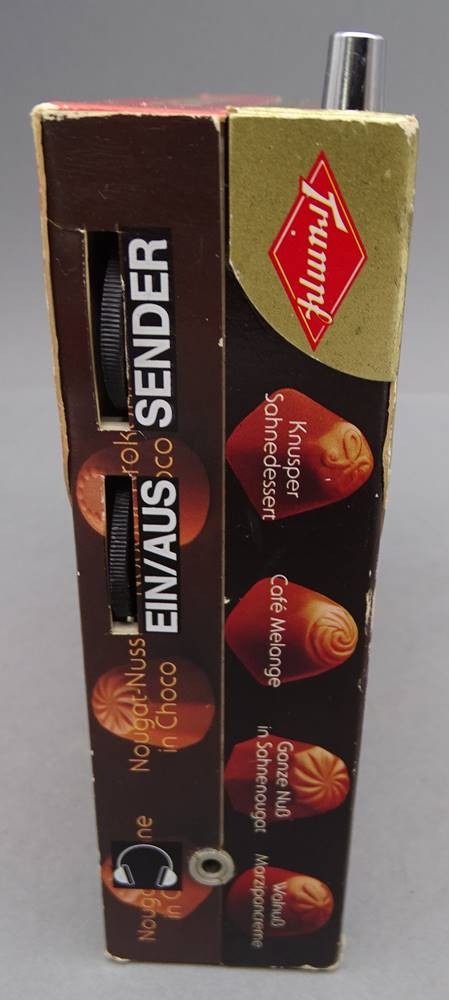 Trumpf
Knusper
Sahnedessert
Café Melange
Ganze Nuß
in Sahnenougat
Walnuß
Marzipancreme
SENDER
EIN/AUS
Nougat-Nuss
in Choco